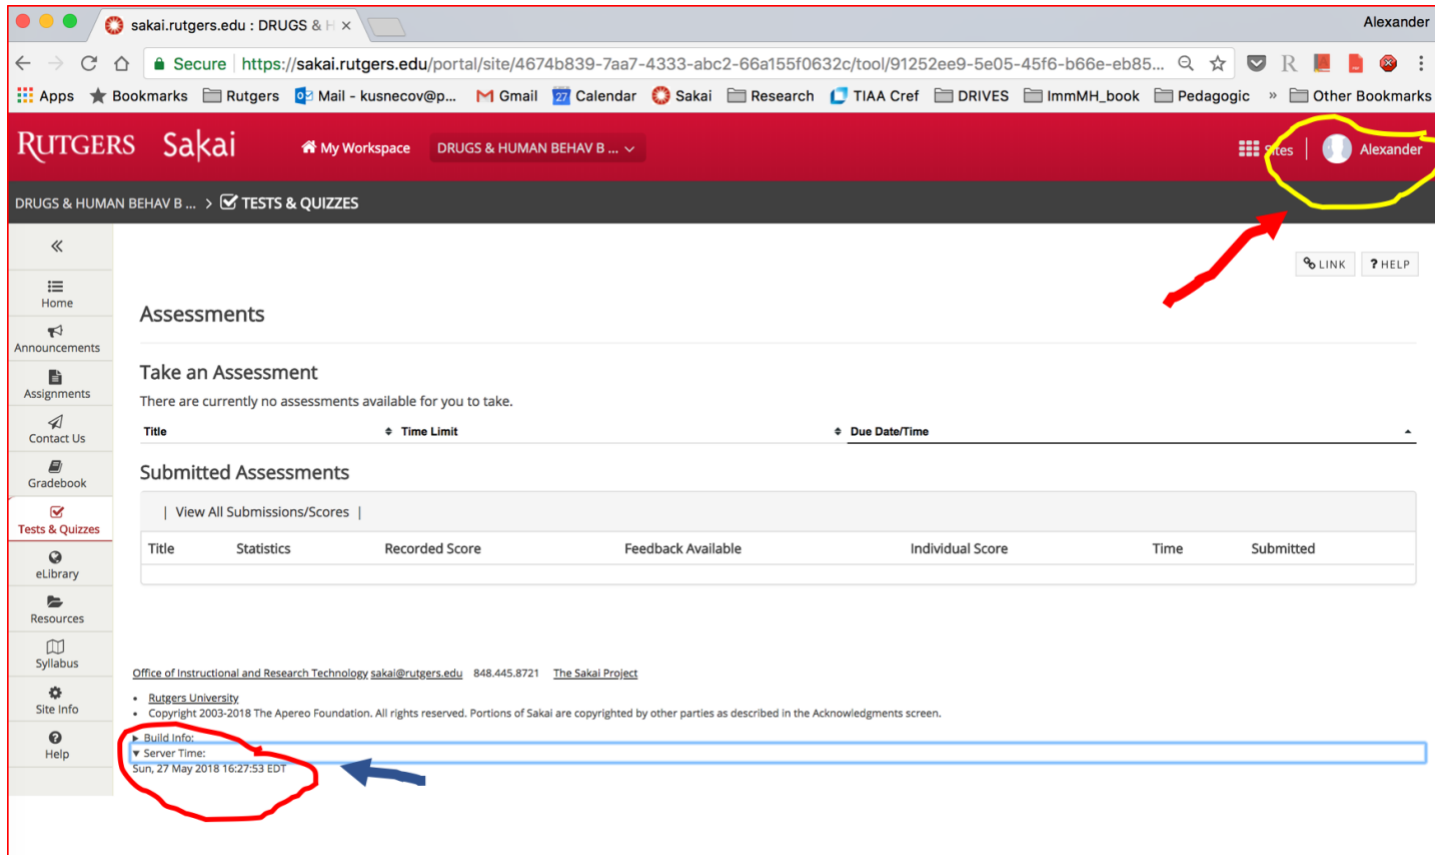 sakai.rutgers.edu : DRUGS & H × Alexander
Secure | https://sakai.rutgers.edu/portal/site/4674b839-7aa7-4333-abc2-66a155f0632c/tool/91252ee9-5e05-45f6-b66e-eb85... R
Apps Bookmarks Rutgers Mail - kusnecov@p... Gmail 27 Calendar Sakai Research TIAA Cref DRIVES ImmMH_book Pedagogic » Other Bookmarks
RUTGERS Sakai My Workspace DRUGS & HUMAN BEHAV B ... Sites | Alexander
DRUGS & HUMAN BEHAV B ... > TESTS & QUIZZES
«
LINK ? HELP
Home
Announcements
Assignments
Contact Us
Gradebook
Tests & Quizzes
eLibrary
Resources
Syllabus
Site Info
Help
Assessments
Take an Assessment
There are currently no assessments available for you to take.
Title Time Limit Due Date/Time
Submitted Assessments
| View All Submissions/Scores |
Title Statistics Recorded Score Feedback Available Individual Score Time Submitted
Office of Instructional and Research Technology sakai@rutgers.edu 848.445.8721 The Sakai Project
• Rutgers University
• Copyright 2003-2018 The Apereo Foundation. All rights reserved. Portions of Sakai are copyrighted by other parties as described in the Acknowledgments screen.
▶ Build Info:
▼ Server Time:
Sun, 27 May 2018 16:27:53 EDT